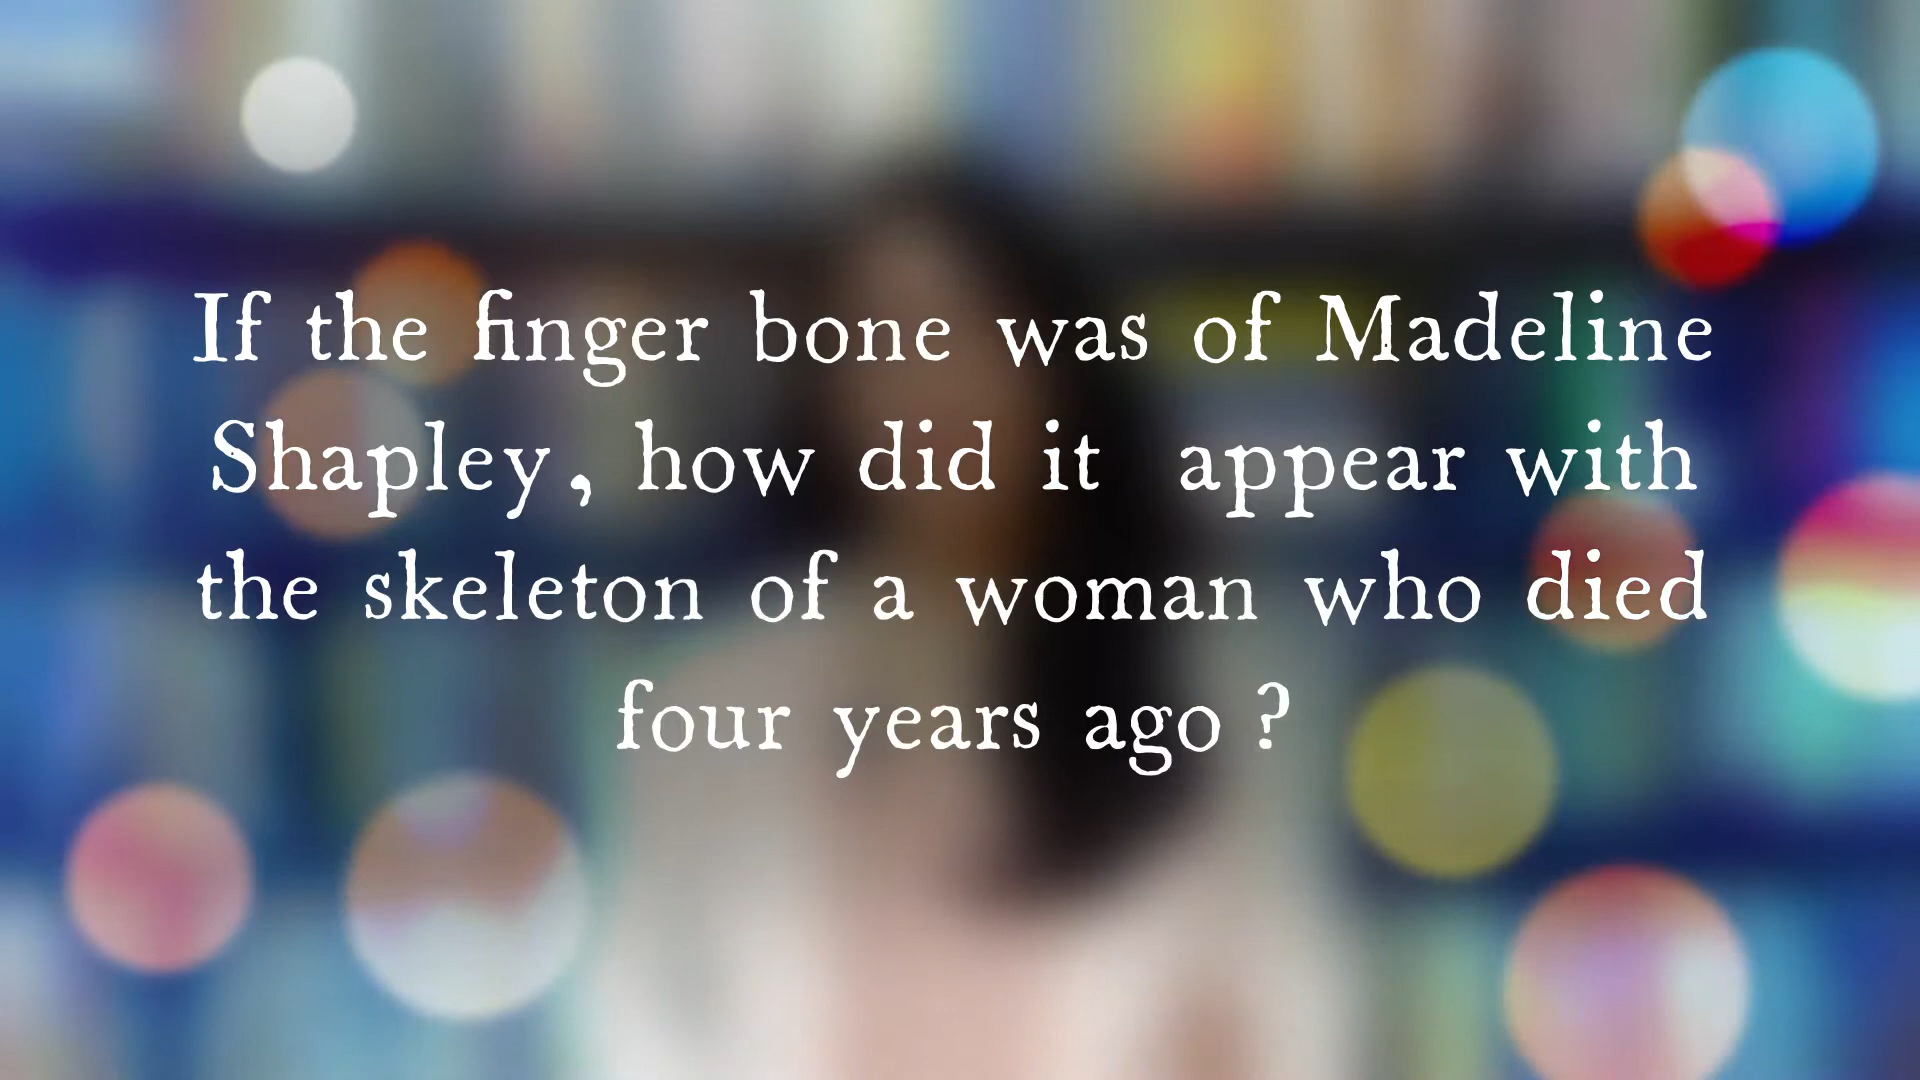 If the finger bone was of Madeline
Shapley, how did it appear with
the skeleton of a woman who died
four years ago ?